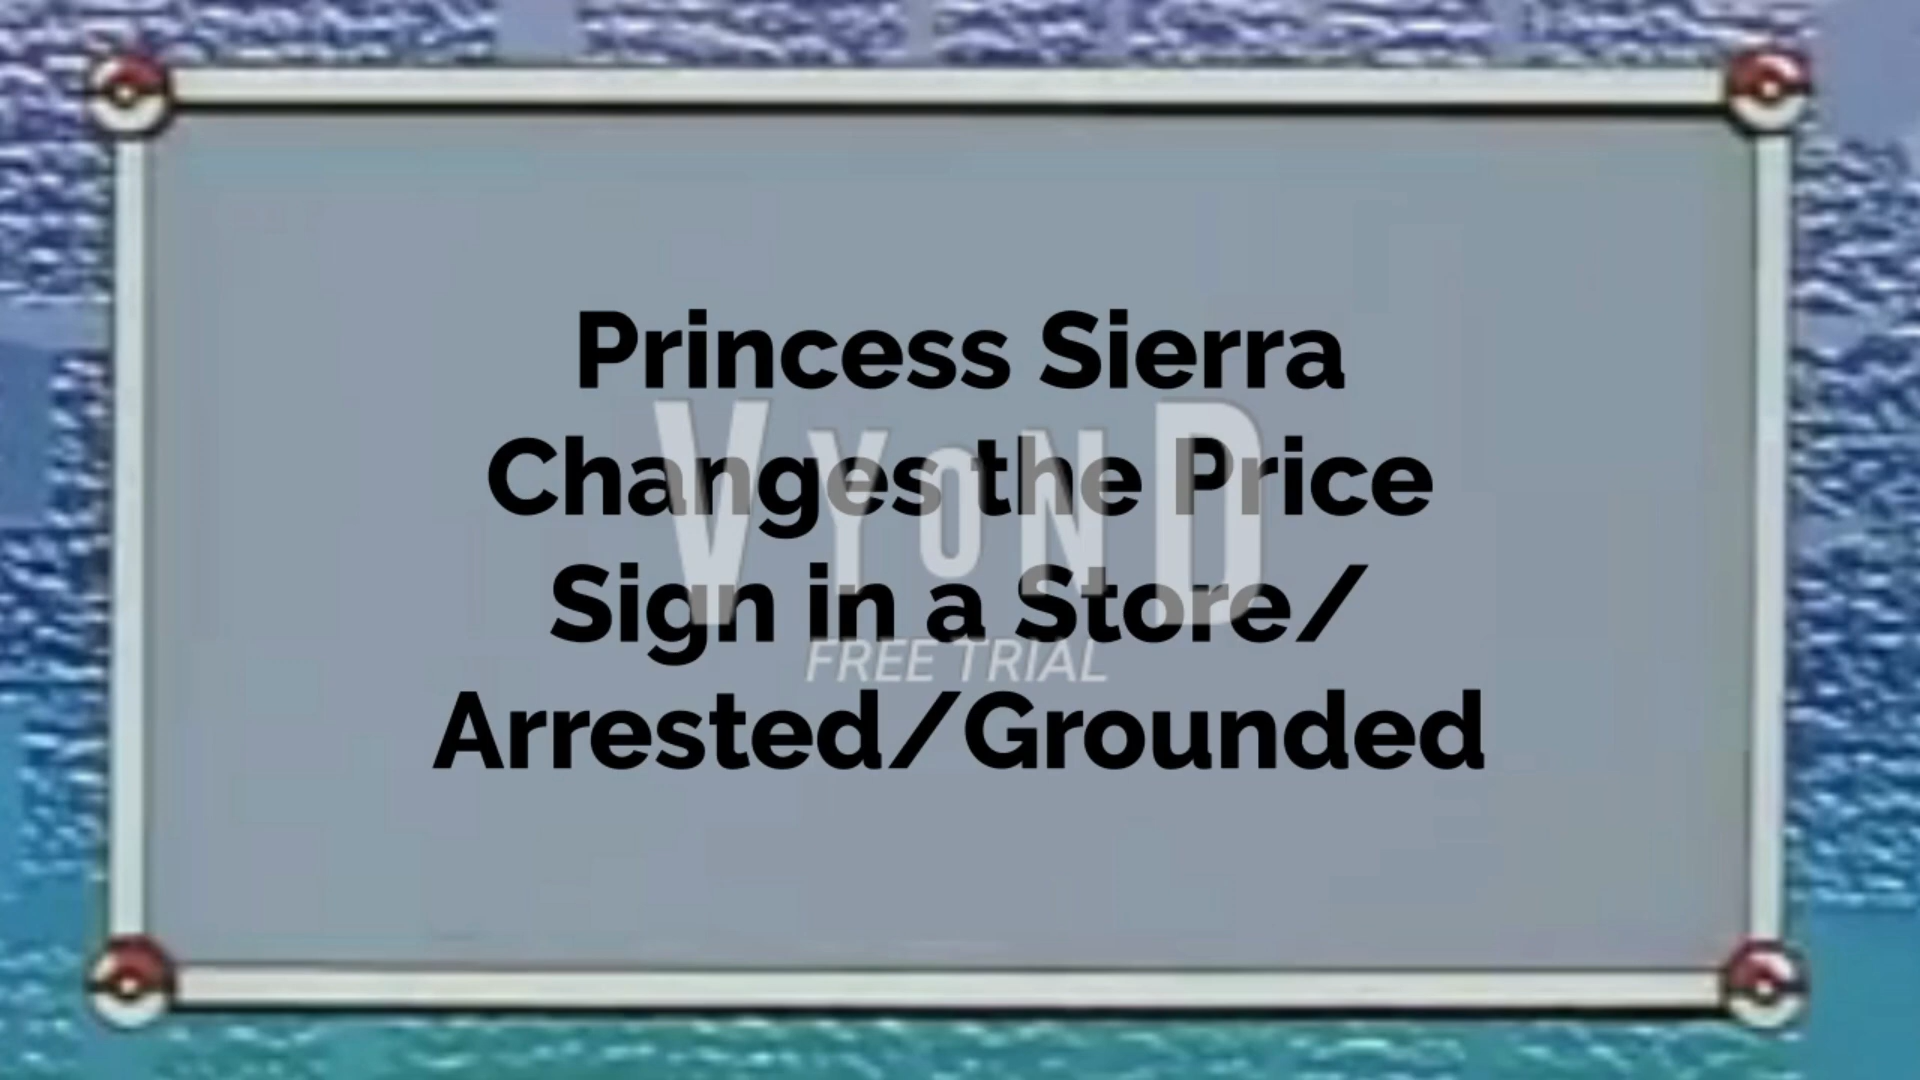 Princess Sierra
Changes the Price
VYOND
Sign in a Store/
FREE TRIAL
Arrested/Grounded